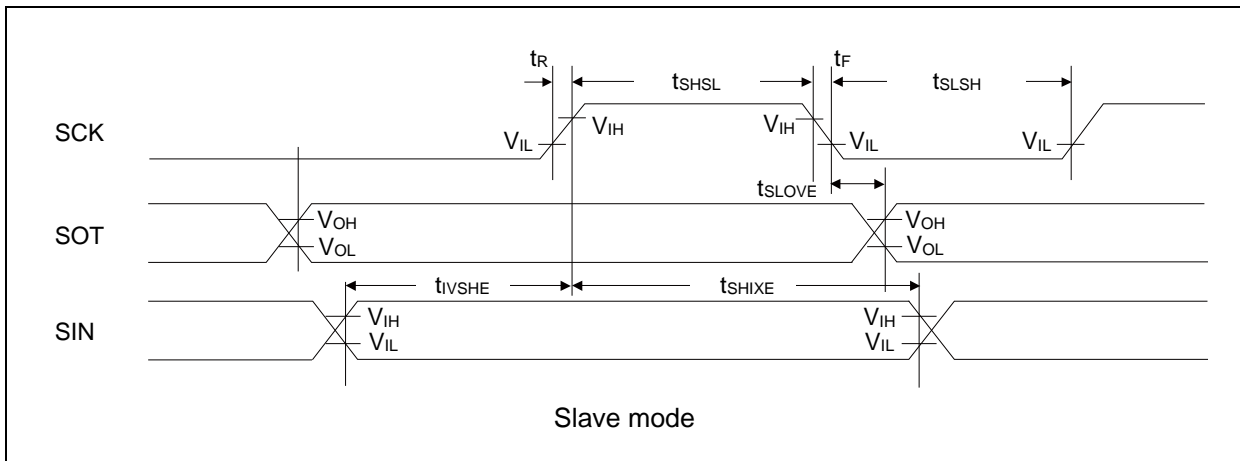 tR tSHSL tF tSLSH
SCK VIL VIH VIH VIL VIL
tSLOVE
SOT VOH VOH
VOL VOL
tIVSHE tSHIXE
SIN VIH VIH
VIL VIL
Slave mode